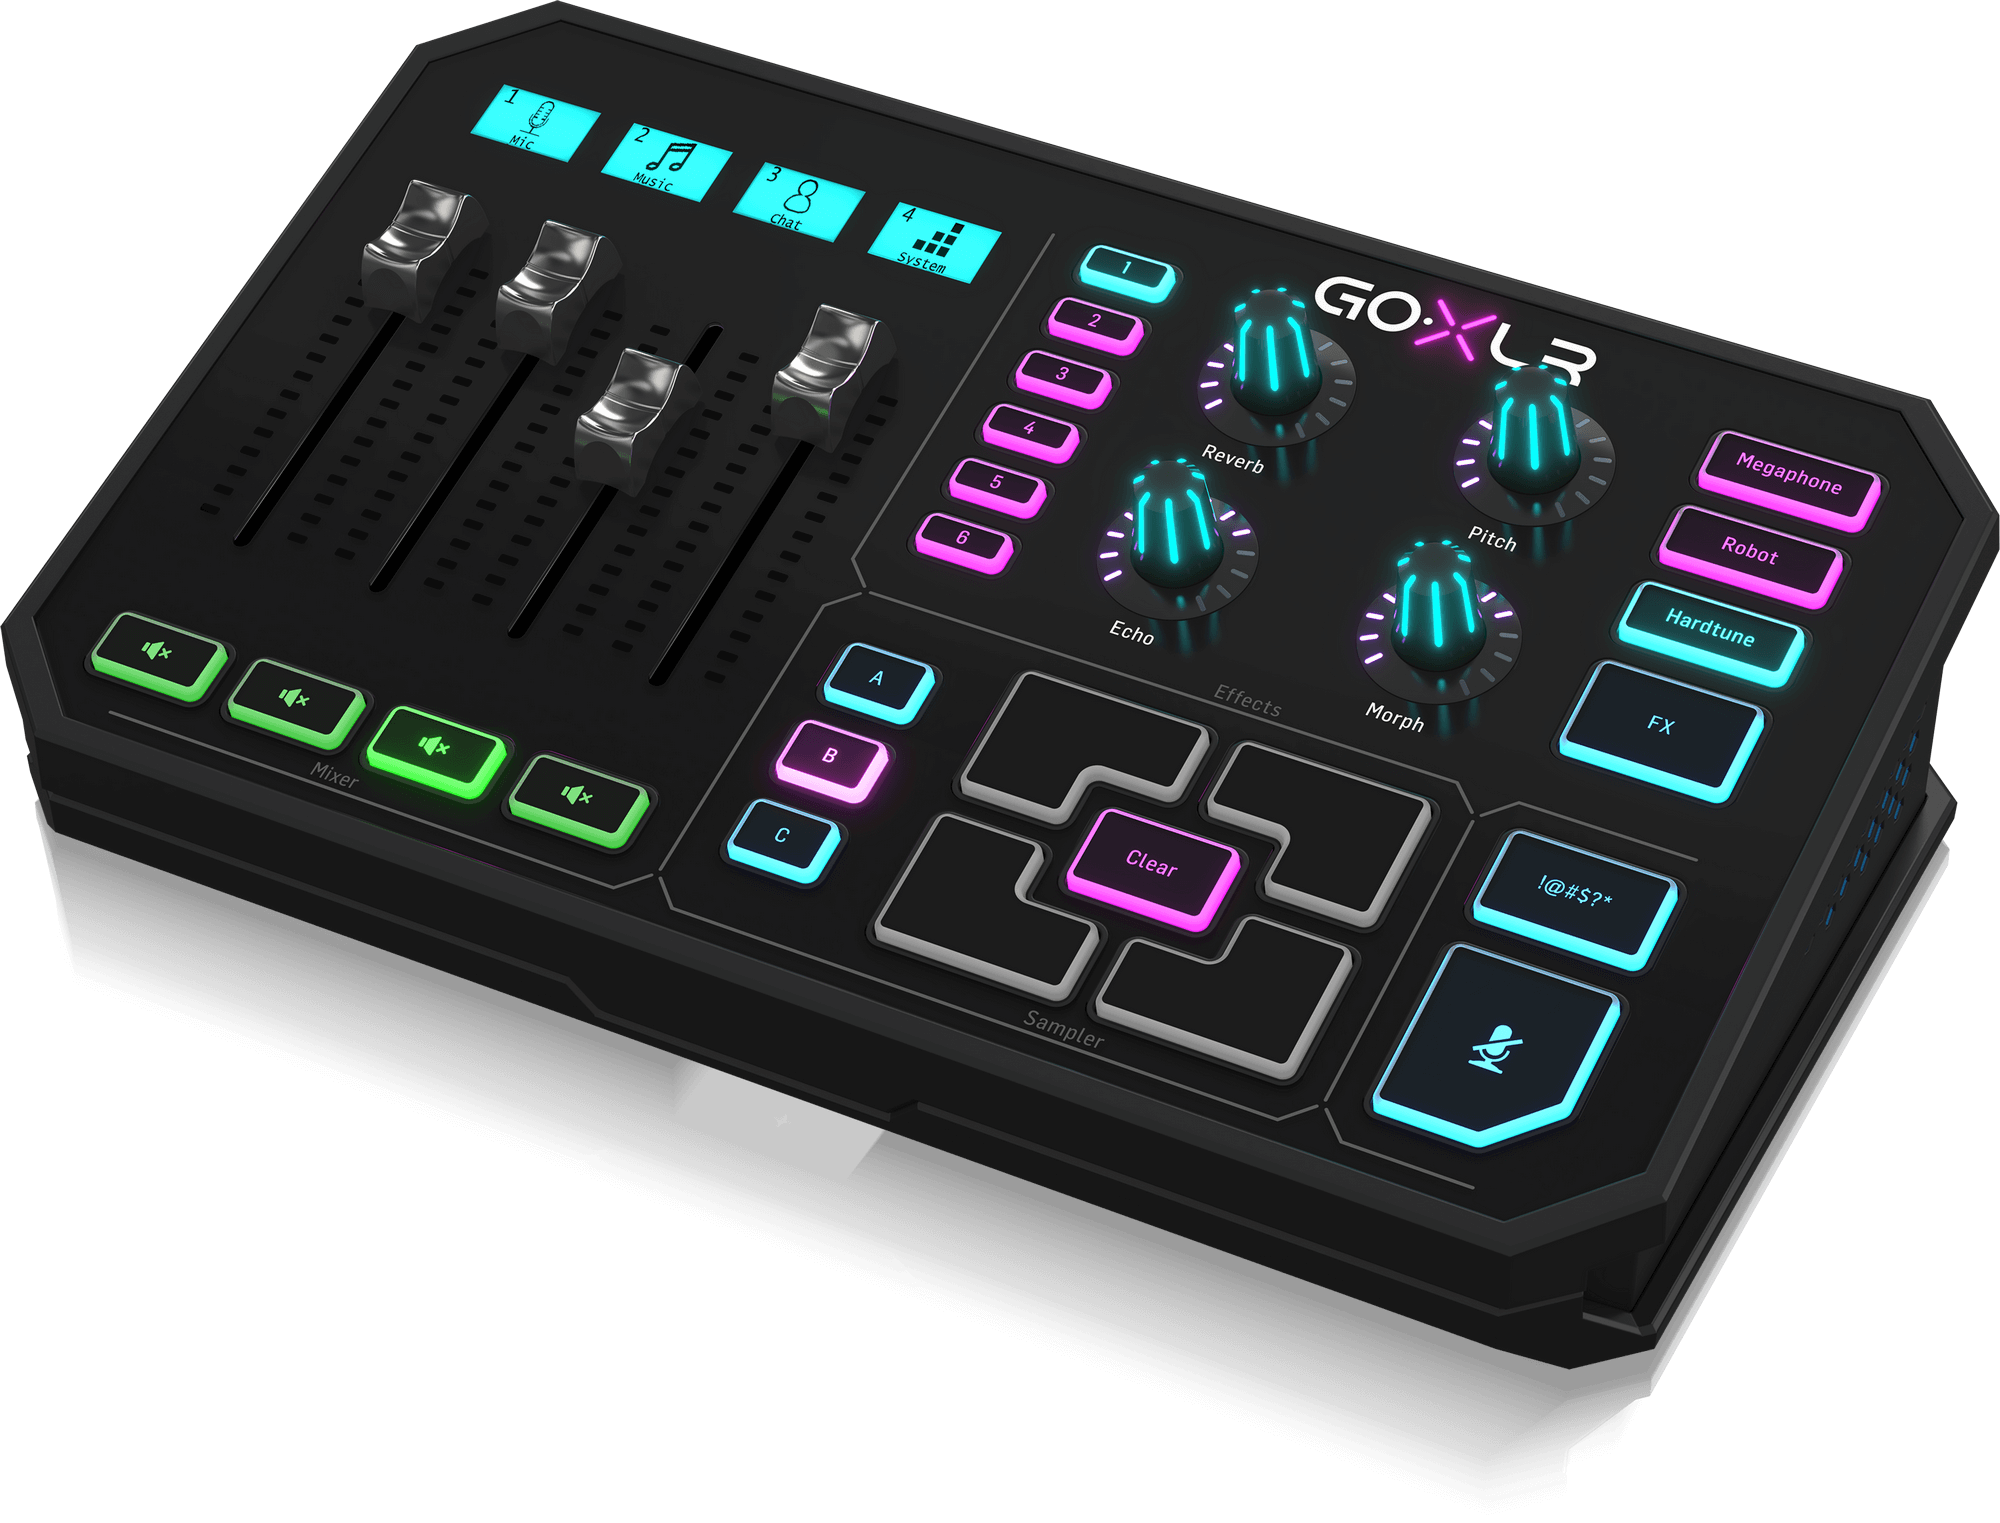 1
Mic
2
Music
3
Chat
4
System
GO·XLR
1
2
3
4
5
6
Reverb
Pitch
Echo
Morph
Effects
Megaphone
Robot
Hardtune
FX
A
B
C
Clear
Sampler
Mixer
!@#$?*